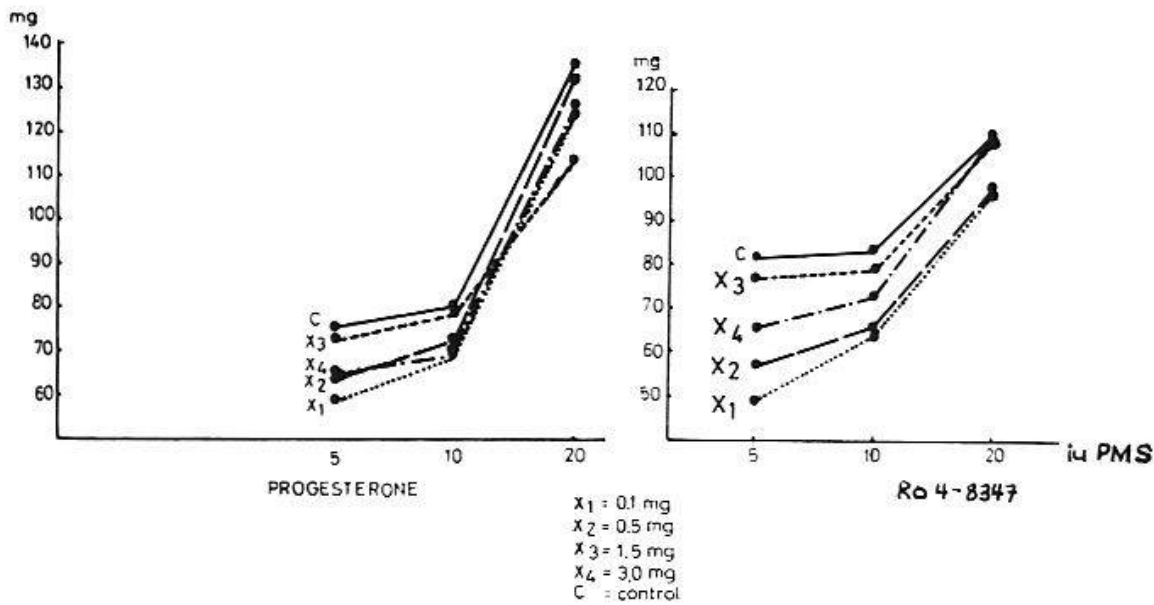 mg
140
130
120
110
100
90
80
70
60
C
X3
X4
X2
X1
5 10 20
PROGESTERONE
mg
120
110
100
90
80
70
60
50
C
X3
X4
X2
X1
5 10 20 iu PMS
Ro 4-8347
X1 = 0.1 mg
X2 = 0.5 mg
X3 = 1.5 mg
X4 = 3.0 mg
C = control